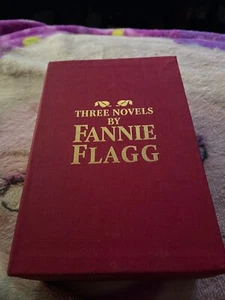 THREE NOVELS
BY
FANNIE
FLAGG